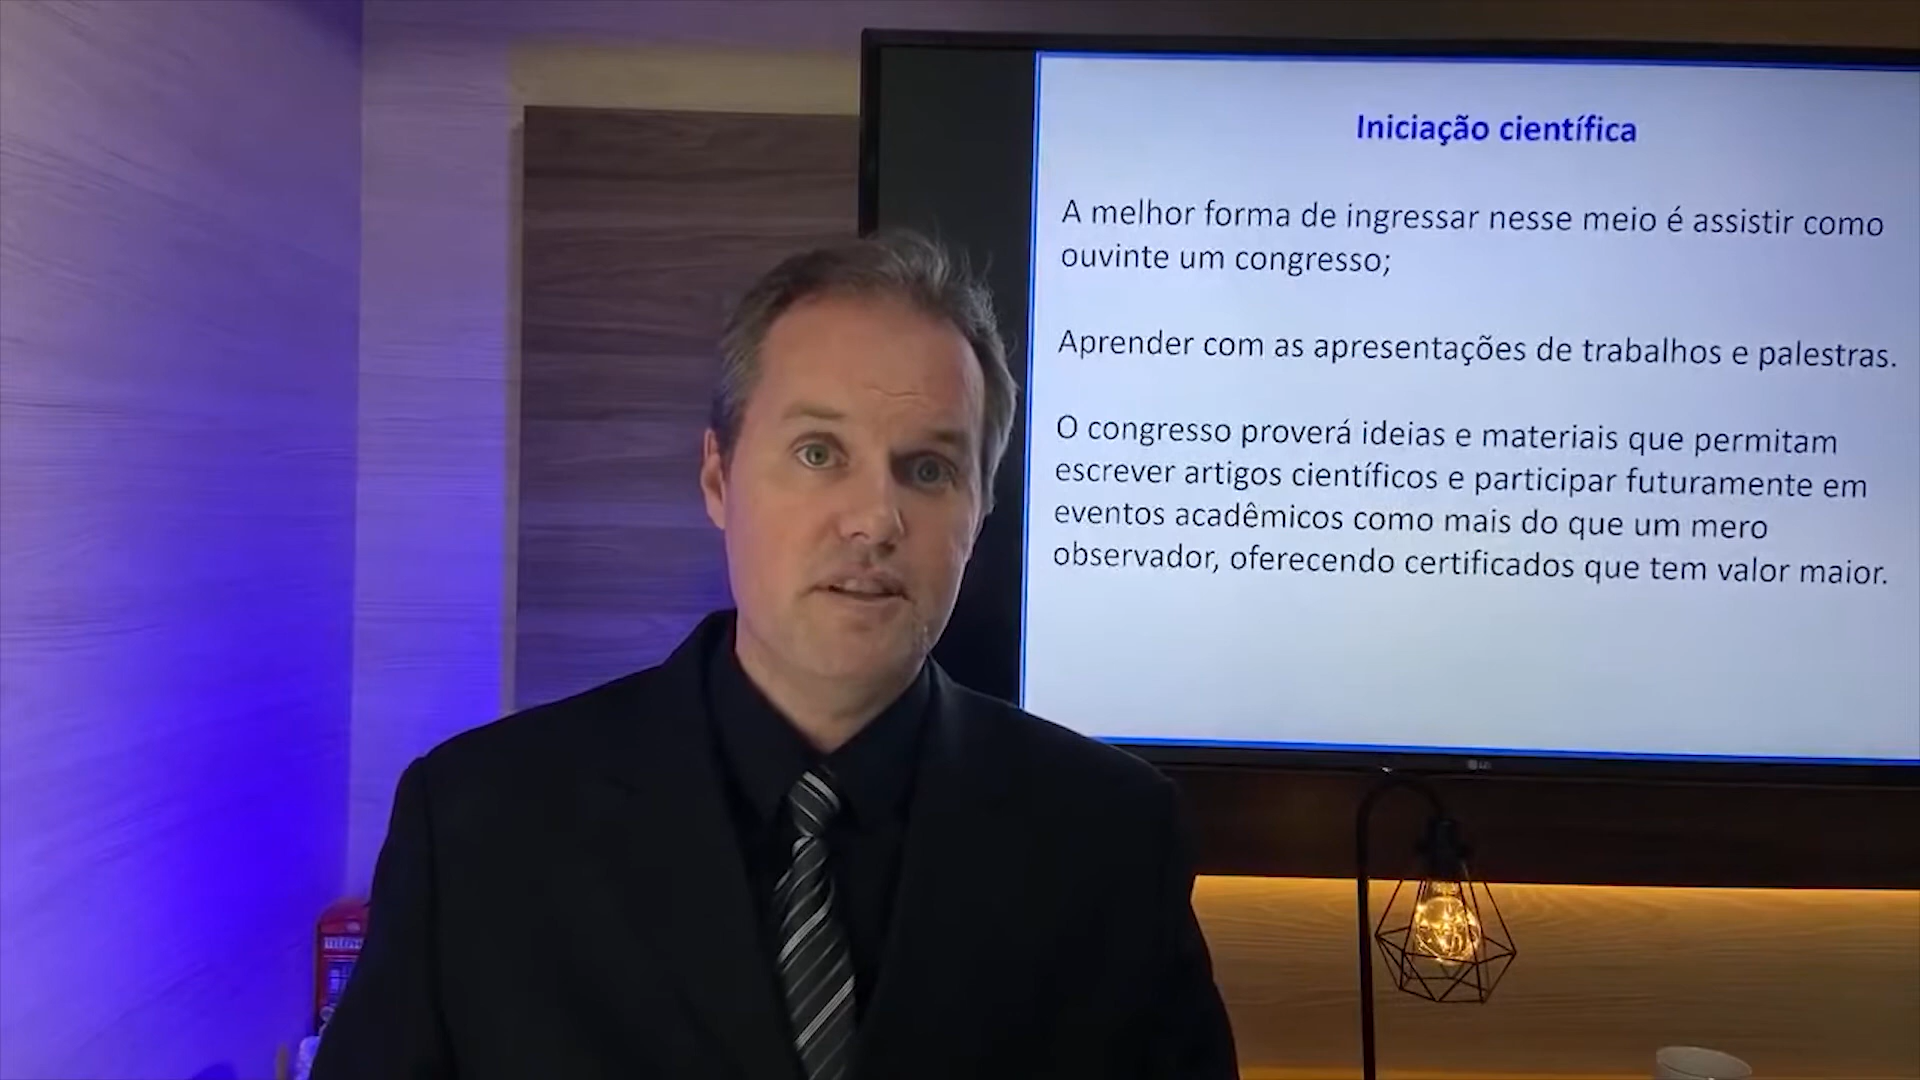 Iniciação científica
A melhor forma de ingressar nesse meio é assistir como
ouvinte um congresso;
Aprender com as apresentações de trabalhos e palestras.
O congresso proverá ideias e materiais que permitam
escrever artigos científicos e participar futuramente em
eventos acadêmicos como mais do que um mero
observador, oferecendo certificados que tem valor maior.
LG